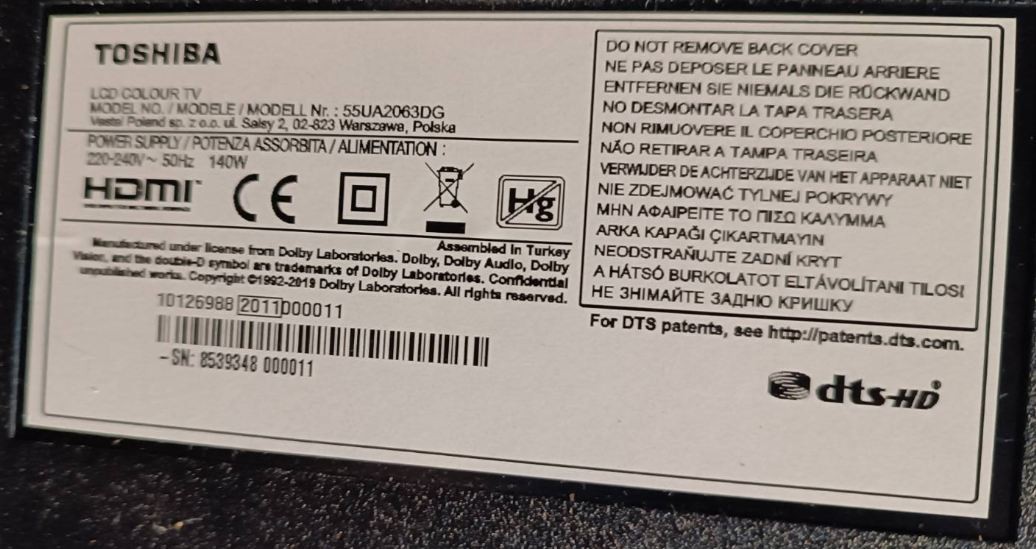 TOSHIBA
LCD COLOUR TV
MODEL NO. / MODELE / MODELL Nr. : 55UA2063DG
Vestel Poland sp. z o.o. ul. Salsy 2, 02-823 Warszawa, Polska
POWER SUPPLY / POTENZA ASSORBITA / ALIMENTATION :
220-240V~ 50Hz 140W
HDMI
CE
Hg
Assembled in Turkey
Manufactured under license from Dolby Laboratories. Dolby, Dolby Audio, Dolby
Vision, and the double-D symbol are trademarks of Dolby Laboratories. Confidential
unpublished works. Copyright ©1992-2019 Dolby Laboratories. All rights reserved.
10126988 2011000011
-SN: 8539348 000011
DO NOT REMOVE BACK COVER
NE PAS DEPOSER LE PANNEAU ARRIERE
ENTFERNEN SIE NIEMALS DIE RÜCKWAND
NO DESMONTAR LA TAPA TRASERA
NON RIMUOVERE IL COPERCHIO POSTERIORE
NÃO RETIRAR A TAMPA TRASEIRA
VERWIJDER DE ACHTERZIJDE VAN HET APPARAAT NIET
NIE ZDEJMOWAĆ TYLNEJ POKRYWY
ΜΗΝ ΑΦΑΙΡΕΙΤΕ ΤΟ ΠΙΣΩ ΚΑΛΥΜΜΑ
ARKA KAPAĞI ÇIKARTMAYIN
NEODSTRAŇUJTE ZADNÍ KRYT
A HÁTSÓ BURKOLATOT ELTÁVOLÍTANI TILOS!
НЕ ЗНІМАЙТЕ ЗАДНЮ КРИШКУ
For DTS patents, see http://patents.dts.com.
dts-HD